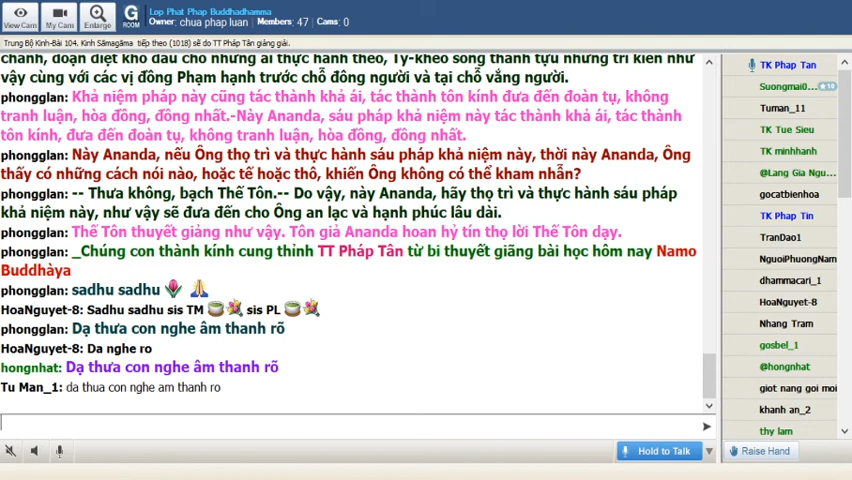 Lop Phat Phap Buddhadhamma
Owner: chua phap luan Members: 47 Cams: 0
View Cam My Cam Enlarge G ROOM
Trung Bộ Kinh-Bài 104. Kinh Sāmagāma tiếp theo (1018) sẽ do TT Pháp Tân giảng giải.
chánh, đoạn diệt khổ đau cho những ai thực hành theo, Tỷ-kheo sống thành tựu những tri kiến như
vậy cùng với các vị đồng Phạm hạnh trước chỗ đông người và tại chỗ vắng người.
phongglan: Khả niệm pháp này cũng tác thành khả ái, tác thành tôn kính đưa đến đoàn tụ, không
tranh luận, hòa đồng, đồng nhất.-Này Ananda, sáu pháp khả niệm này tác thành khả ái, tác thành
tôn kính, đưa đến đoàn tụ, không tranh luận, hòa đồng, đồng nhất.
phongglan: Này Ananda, nếu Ông thọ trì và thực hành sáu pháp khả niệm này, thời này Ananda, Ông
thấy có những cách nói nào, hoặc tế hoặc thô, khiến Ông không có thể kham nhẫn?
phongglan: -- Thưa không, bạch Thế Tôn.-- Do vậy, này Ananda, hãy thọ trì và thực hành sáu pháp
khả niệm này, như vậy sẽ đưa đến cho Ông an lạc và hạnh phúc lâu dài.
phongglan: Thế Tôn thuyết giảng như vậy. Tôn giả Ananda hoan hỷ tín thọ lời Thế Tôn dạy.
phongglan: _Chúng con thành kính cung thỉnh TT Pháp Tân từ bi thuyết giãng bài học hôm nay Namo
Buddhàya
phongglan: sadhu sadhu
HoaNguyet-8: Sadhu sadhu sis TM sis PL
phongglan: Dạ thưa con nghe âm thanh rõ
HoaNguyet-8: Da nghe ro
hongnhat: Dạ thưa con nghe âm thanh rõ
Tu Man_1: da thua con nghe am thanh ro
Hold to Talk
TK Phap Tan
Suongmai0... 10
Tuman_11
TK Tue Sieu
TK minhhanh
@Lang Gia Ngu...
gocatbienhoa
TK Phap Tin
TranDao1
NguoiPhuongNam
dhammacari_1
HoaNguyet-8
Nhang Tram
gosbel_1
@hongnhat
giot nang goi moi
khanh an_2
thy lam
Raise Hand